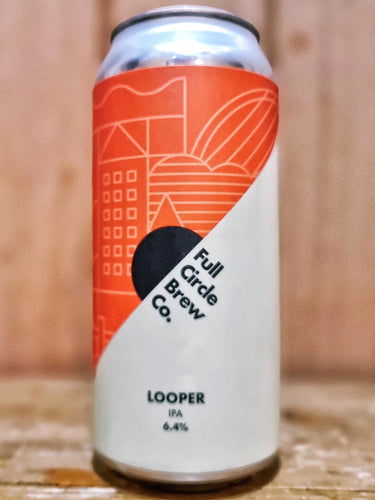 Full
Circle
Brew
Co.
LOOPER
IPA
6.4%